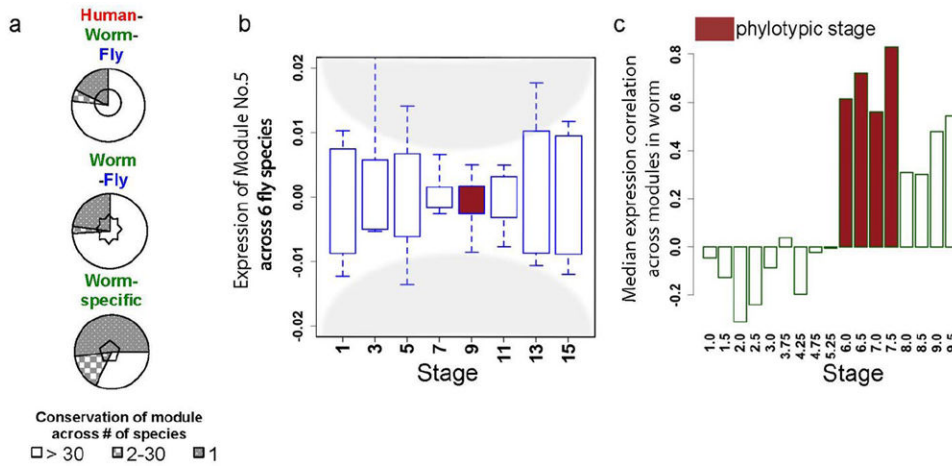 a
Human-
Worm-
Fly
Worm
-Fly
Worm-
specific
Conservation of module
across # of species
> 30 2-30 1
b
Expression of Module No.5
across 6 fly species
0.02
0.01
0.00
-0.01
-0.02
1 3 5 7 9 11 13 15
Stage
c
phylotypic stage
Median expression correlation
across modules in worm
0.8
0.6
0.4
0.2
0.0
-0.2
1.0 1.5 2.0 2.5 3.0 3.75 4.25 4.75 5.25 6.0 6.5 7.0 7.5 8.0 8.5 9.0 9.5
Stage